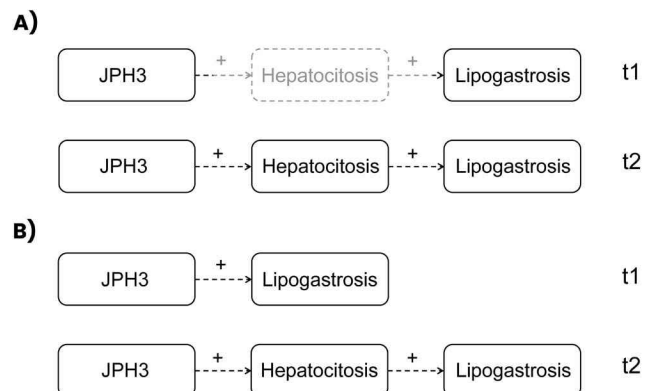 A)
+ +
JPH3 Hepatocitosis Lipogastrosis t1
+ +
JPH3 Hepatocitosis Lipogastrosis t2
B)
+
JPH3 Lipogastrosis t1
+ +
JPH3 Hepatocitosis Lipogastrosis t2